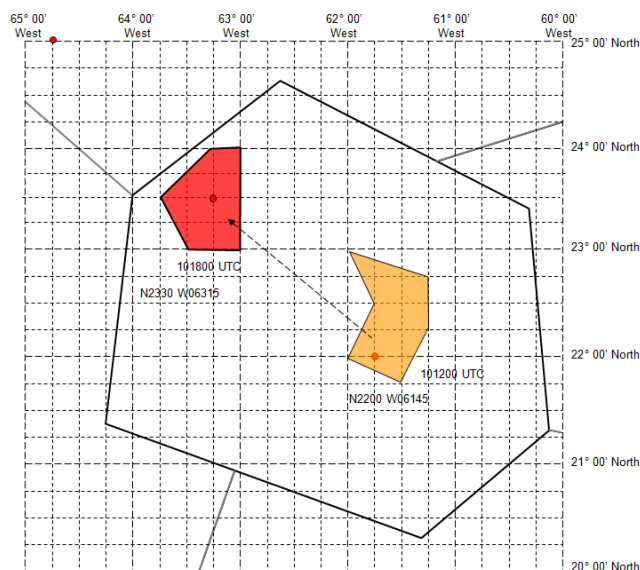 65° 00’ 64° 00’ 63° 00’ 62° 00’ 61° 00’ 60° 00’
West West West West West West
25° 00’ North
24° 00’ North
23° 00’ North
101800 UTC
N2330 W06315
22° 00’ North
101200 UTC
N2200 W06145
21° 00’ North
20° 00’ North